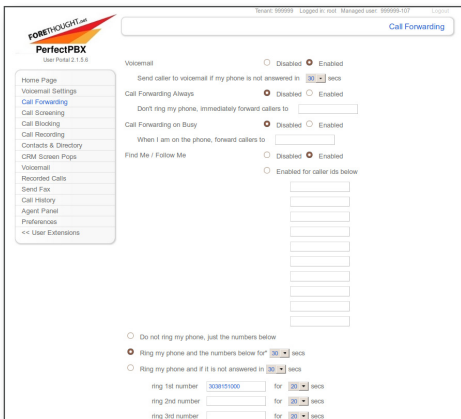 Tenant: 999999 Logged in: root Managed user: 999999-107 Logout
FORETHOUGHT.net
PerfectPBX
User Portal 2.1.5.6
Call Forwarding
Home Page
Voicemail Settings
Call Forwarding
Call Screening
Call Blocking
Call Recording
Contacts & Directory
CRM Screen Pops
Voicemail
Recorded Calls
Send Fax
Call History
Agent Panel
Preferences
<< User Extensions
Voicemail Disabled Enabled
Send caller to voicemail if my phone is not answered in 30 secs
Call Forwarding Always Disabled Enabled
Don't ring my phone, immediately forward callers to
Call Forwarding on Busy Disabled Enabled
When I am on the phone, forward callers to
Find Me / Follow Me Disabled Enabled
Enabled for caller ids below
Do not ring my phone, just the numbers below
Ring my phone and the numbers below for* 30 secs
Ring my phone and if it is not answered in 30 secs
ring 1st number 3038151000 for 20 secs
ring 2nd number for 20 secs
ring 3rd number for 20 secs